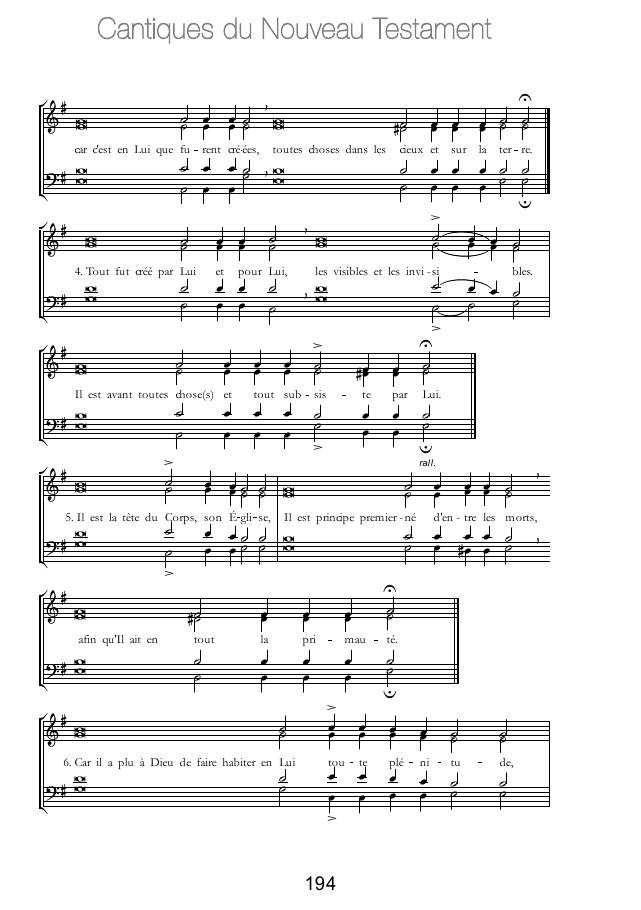 Cantiques du Nouveau Testament
car c'est en Lui que fu - rent cré-ées, toutes choses dans les cieux et sur la ter - re.
4. Tout fut créé par Lui et pour Lui, les visibles et les invi - si - bles.
Il est avant toutes chose(s) et tout sub - sis - te par Lui.
rall.
5. Il est la tête du Corps, son É-gli-se, Il est principe premier-né d'en-tre les morts,
afin qu'Il ait en tout la pri - mau - té.
6. Car il a plu à Dieu de faire habiter en Lui tou - te plé - ni - tu - de,
194